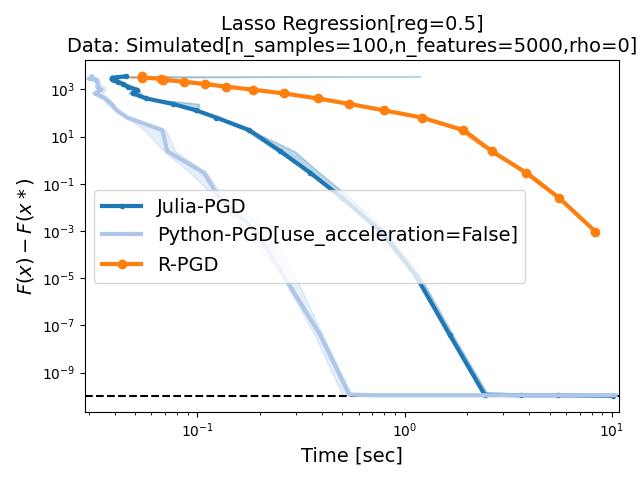 Lasso Regression[reg=0.5]
Data: Simulated[n_samples=100,n_features=5000,rho=0]
F(x) − F(x*)
10³
10¹
10⁻¹
10⁻³
10⁻⁵
10⁻⁷
10⁻⁹
Julia-PGD
Python-PGD[use_acceleration=False]
R-PGD
10⁻¹
10⁰
10¹
Time [sec]